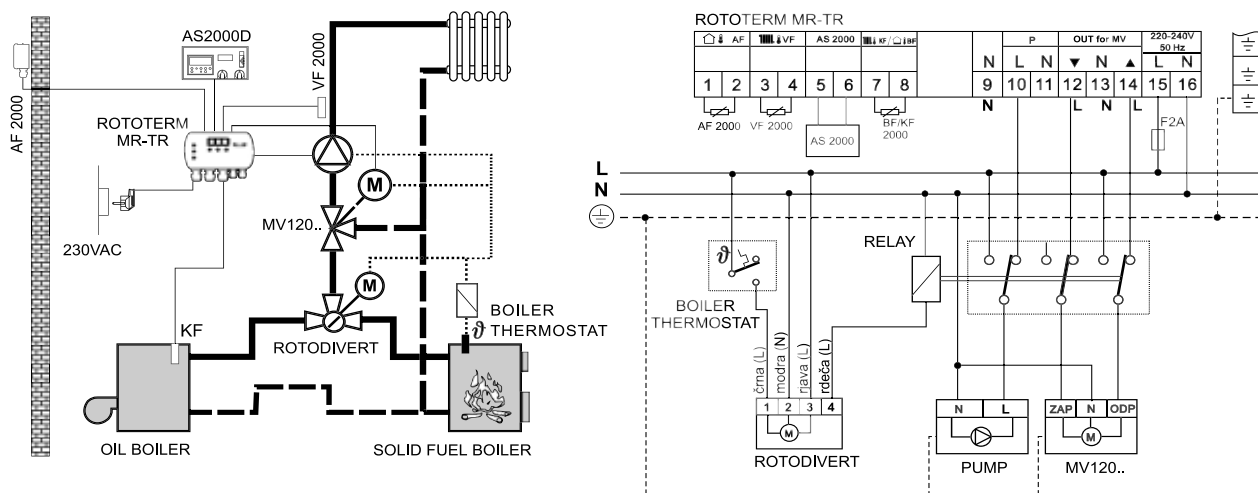 AS2000D
VF 2000
AF 2000
ROTOTERM
MR-TR
M
MV120..
230VAC
M
BOILER
THERMOSTAT
ϑ
KF
ROTODIVERT
OIL BOILER
SOLID FUEL BOILER
ROTOTERM MR-TR
AF VF AS 2000 KF / BF P OUT for MV 220-240V
50 Hz
N L N ▼ N ▲ L N
1 2 3 4 5 6 7 8 9 10 11 12 13 14 15 16
N L N L
AF 2000 VF 2000 BF/KF
2000
AS 2000
F2A
L
N
RELAY
ϑ
BOILER
THERMOSTAT
črna (L)
modra (N)
rjava (L)
rdeča (L)
1 2 3 4
M
ROTODIVERT
N L
PUMP
ZAP N ODP
M
MV120..